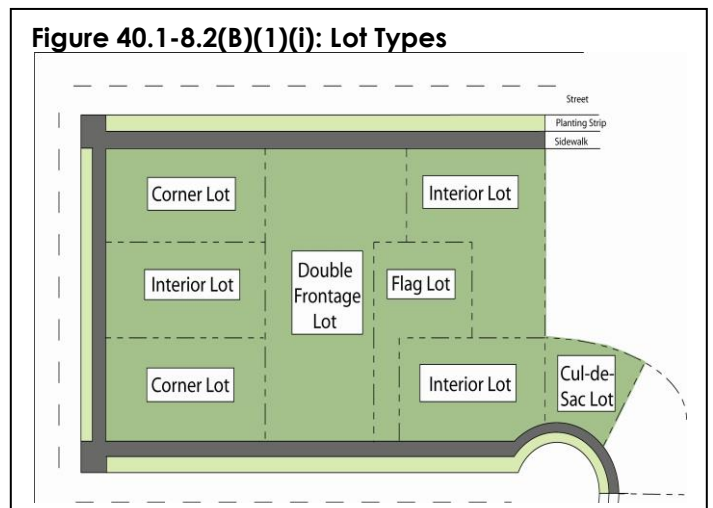 Figure 40.1-8.2(B)(1)(i): Lot Types
Street
Planting Strip
Sidewalk
Corner Lot
Interior Lot
Interior Lot
Double
Frontage
Lot
Flag Lot
Corner Lot
Interior Lot
Cul-de-
Sac Lot